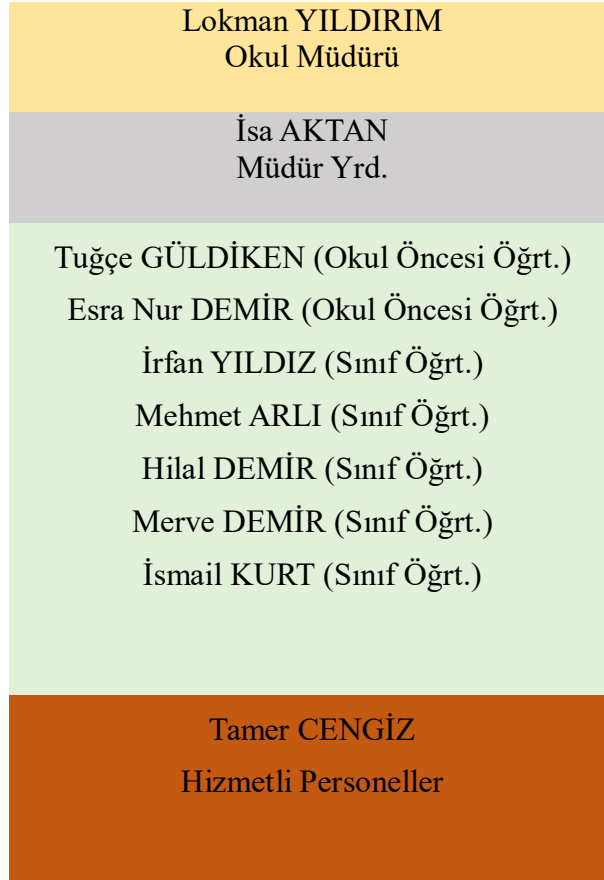 Lokman YILDIRIM
Okul Müdürü
İsa AKTAN
Müdür Yrd.
Tuğçe GÜLDİKEN (Okul Öncesi Öğrt.)
Esra Nur DEMİR (Okul Öncesi Öğrt.)
İrfan YILDIZ (Sınıf Öğrt.)
Mehmet ARLI (Sınıf Öğrt.)
Hilal DEMİR (Sınıf Öğrt.)
Merve DEMİR (Sınıf Öğrt.)
İsmail KURT (Sınıf Öğrt.)
Tamer CENGİZ
Hizmetli Personeller